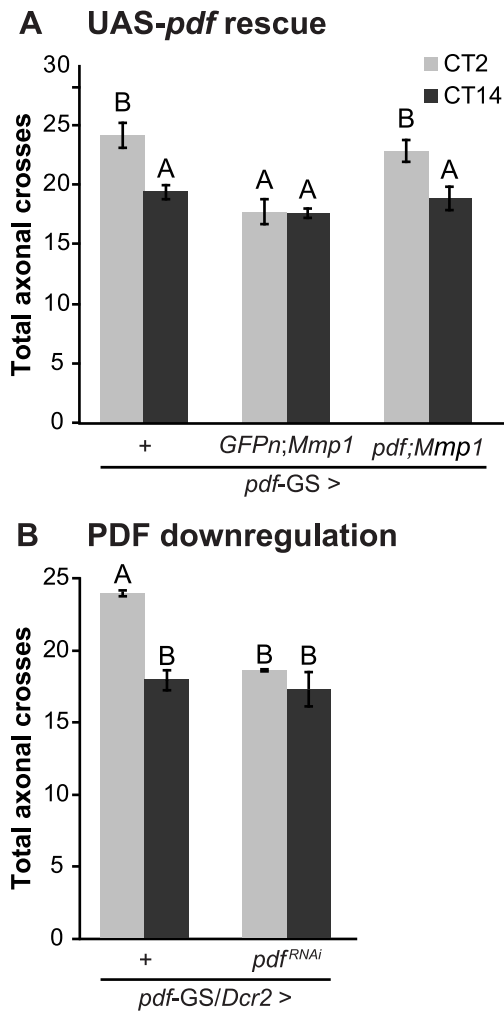 A UAS-pdf rescue
CT2
CT14
Total axonal crosses
30
25
20
15
10
5
0
B
A
A
A
B
A
+
GFPn;Mmp1
pdf;Mmp1
pdf-GS >
B PDF downregulation
Total axonal crosses
25
20
15
10
5
0
A
B
B
B
+
pdfRNAi
pdf-GS/Dcr2 >